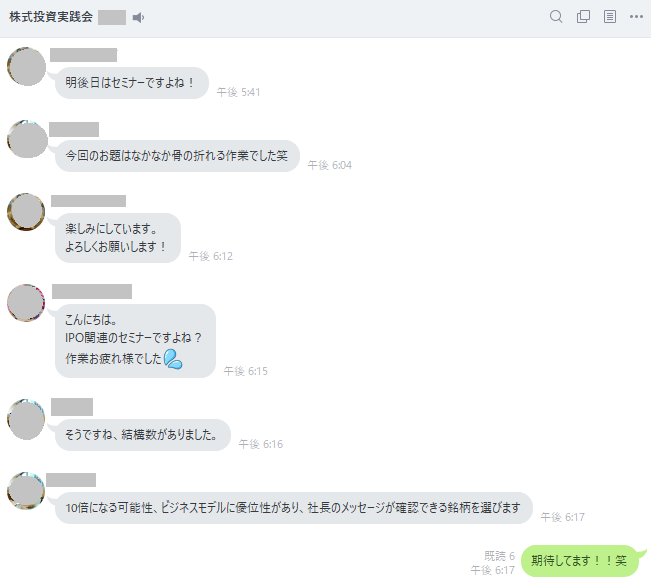 株式投資実践会
明後日はセミナーですよね！
午後 5:41
今回のお題はなかなか骨の折れる作業でした笑
午後 6:04
楽しみにしています。
よろしくお願いします！
午後 6:12
こんにちは。
IPO関連のセミナーですよね？
作業お疲れ様でした💦
午後 6:15
そうですね、結構数がありました。
午後 6:16
10倍になる可能性、ビジネスモデルに優位性があり、社長のメッセージが確認できる銘柄を選びます
午後 6:17
既読 6
午後 6:17
期待してます！！笑